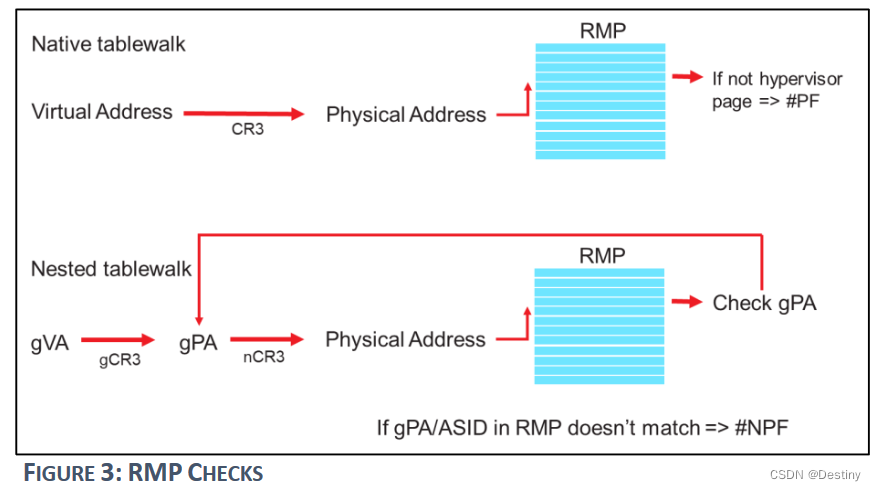 Native tablewalk
RMP
Virtual Address
CR3
Physical Address
If not hypervisor
page => #PF
Nested tablewalk
RMP
gVA
gCR3
gPA
nCR3
Physical Address
Check gPA
If gPA/ASID in RMP doesn't match => #NPF
FIGURE 3: RMP CHECKS
CSDN @Destiny